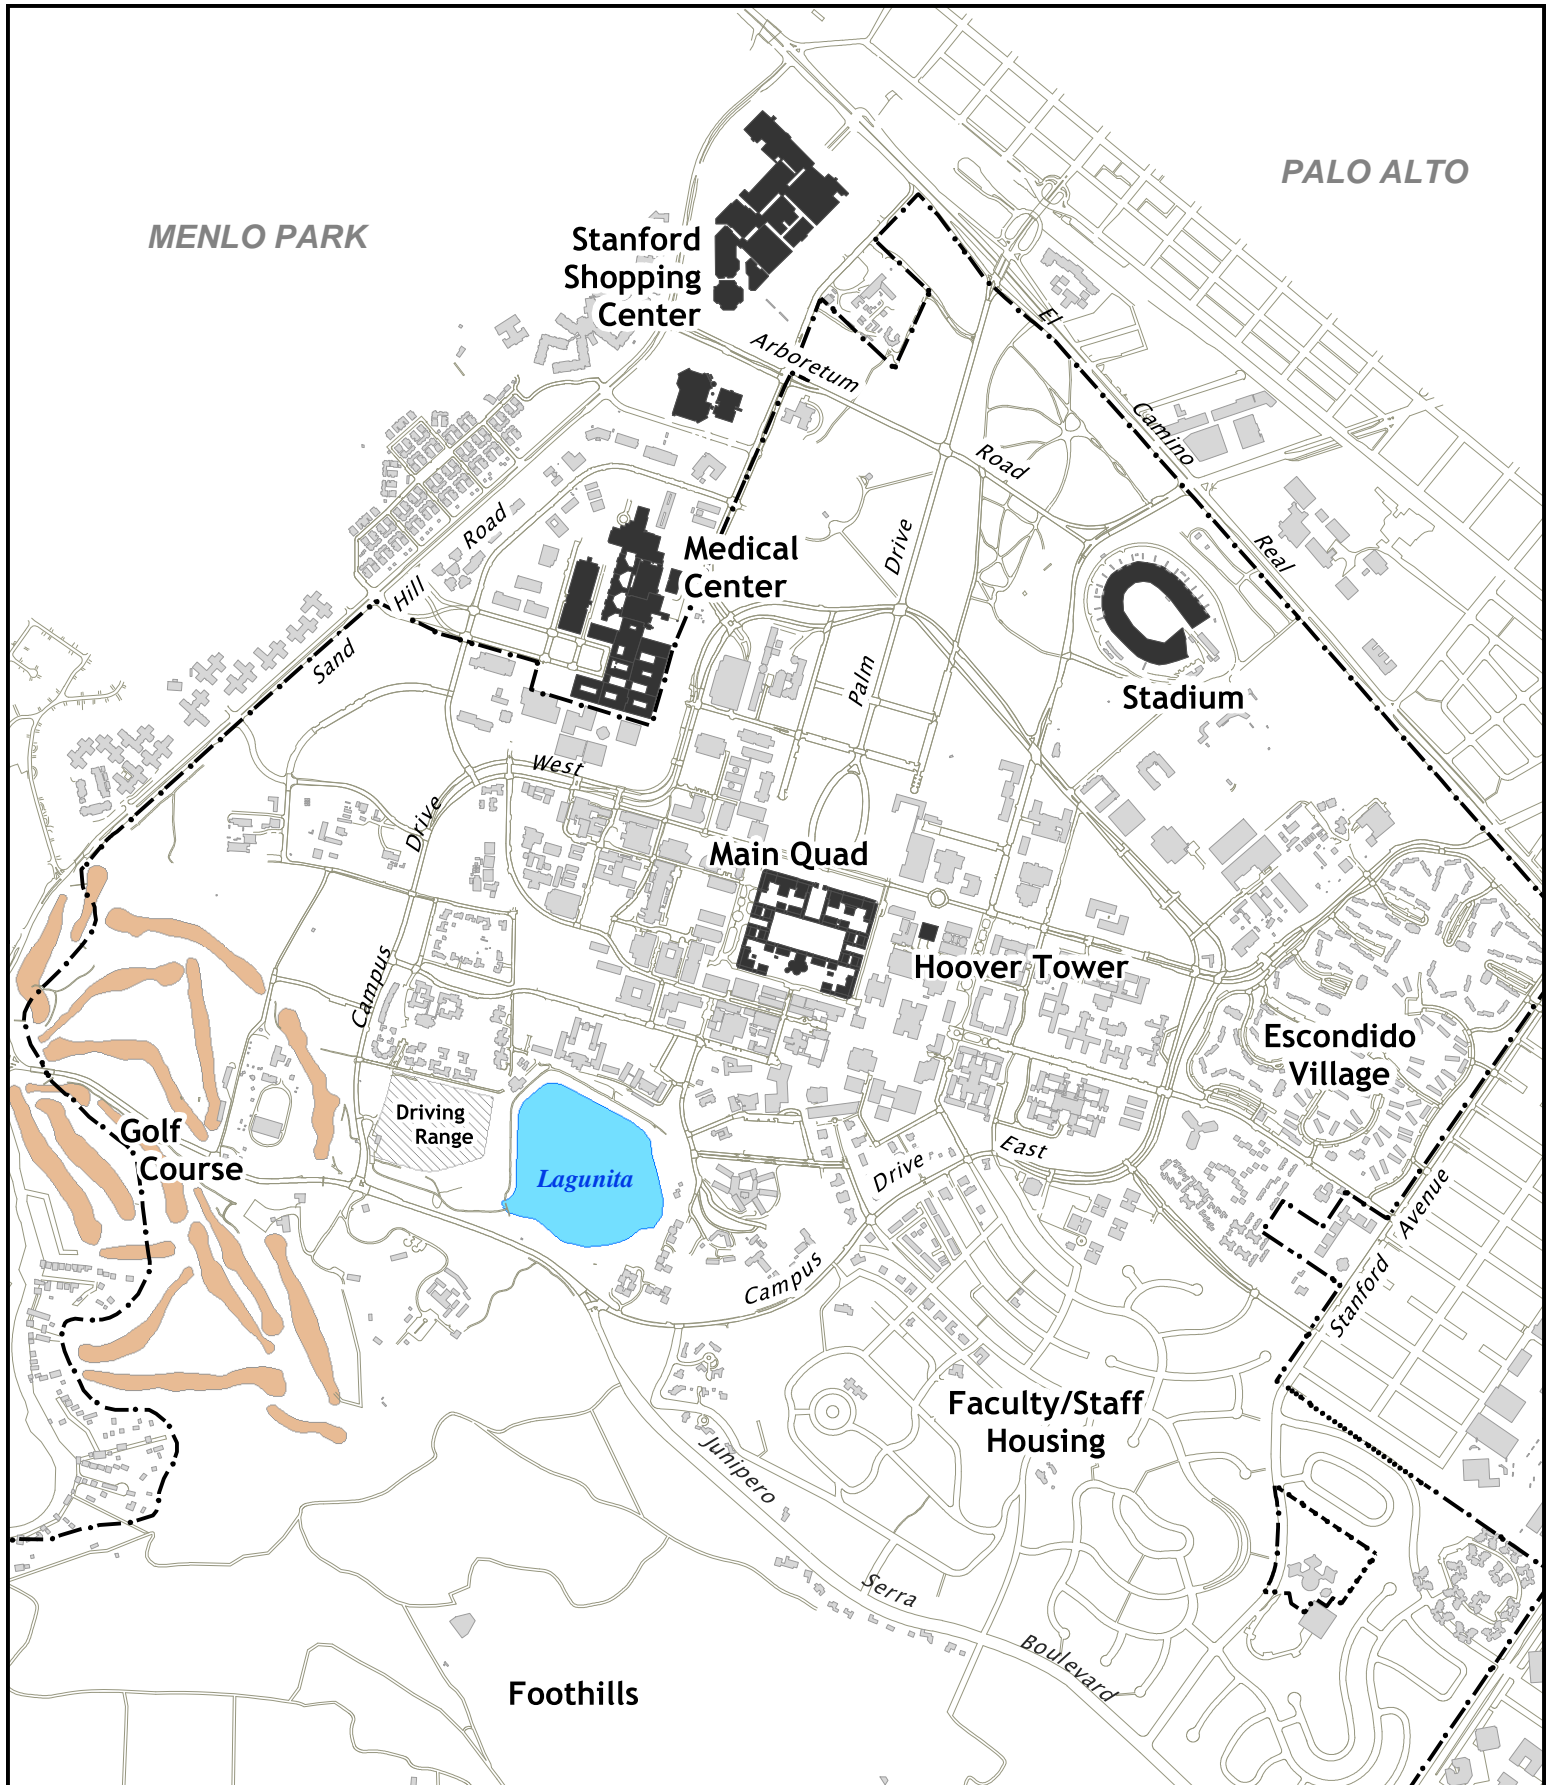 PALO ALTO
MENLO PARK
Stanford
Shopping
Center
El
Arboretum
Camino
Road
Road
Medical
Center
Drive
Real
Hill
Sand
Palm
Stadium
West
Drive
Main Quad
Hoover Tower
Campus
Escondido
Village
Driving
Range
Golf
Course
East
Drive
Lagunita
Avenue
Campus
Stanford
Faculty/Staff
Housing
Junipero
Serra
Boulevard
Foothills